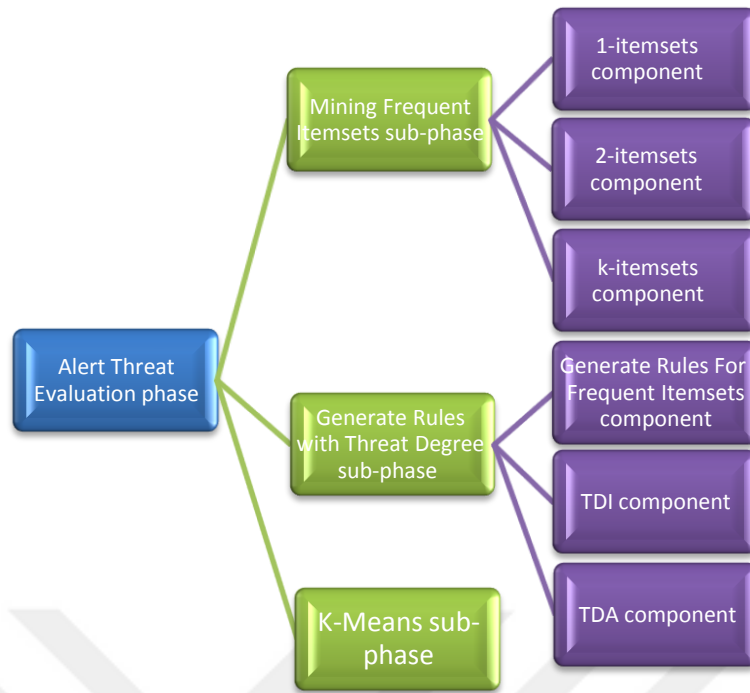 1-itemsets
component
Mining Frequent
Itemsets sub-phase
2-itemsets
component
k-itemsets
component
Alert Threat
Evaluation phase
Generate Rules For
Frequent Itemsets
component
Generate Rules
with Threat Degree
sub-phase
TDI component
TDA component
K-Means sub-
phase